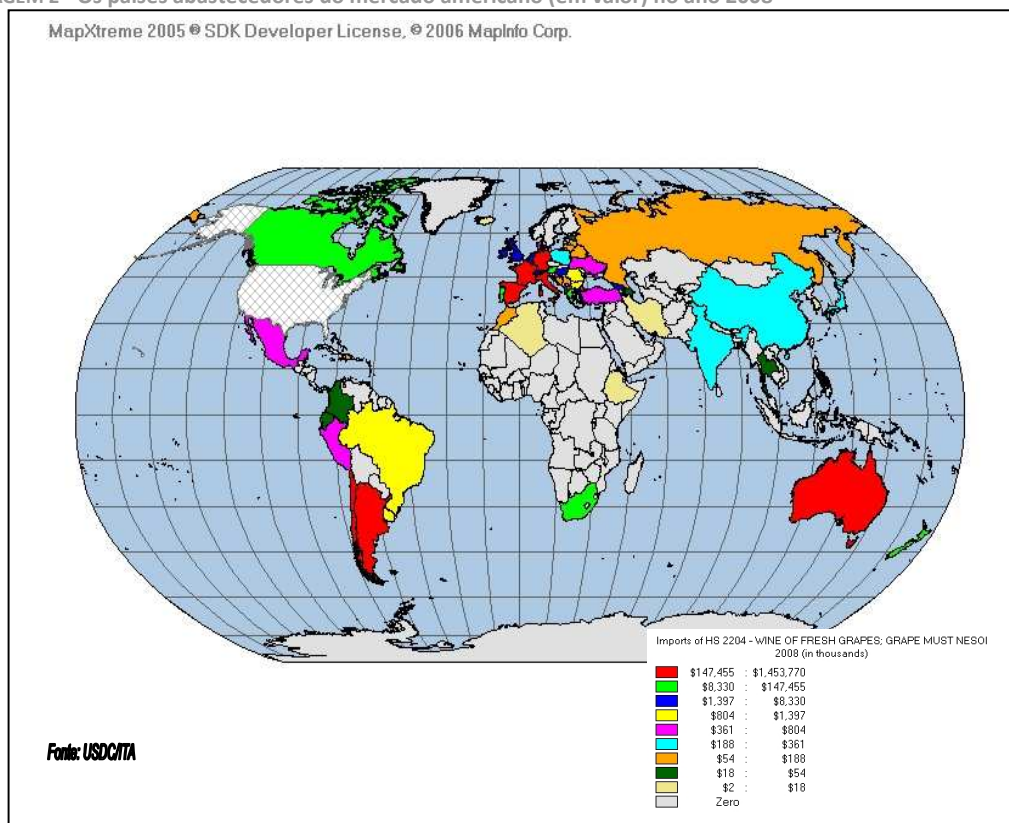 MapXtreme 2005 ® SDK Developer License, © 2006 MapInfo Corp.
Imports of HS 2204 - WINE OF FRESH GRAPES; GRAPE MUST NESOI
2008 (in thousands)
$147,455 : $1,453,770
$8,330 : $147,455
$1,397 : $8,330
$804 : $1,397
$361 : $804
$188 : $361
$54 : $188
$18 : $54
$2 : $18
Zero
Fonte: USDC/ITA